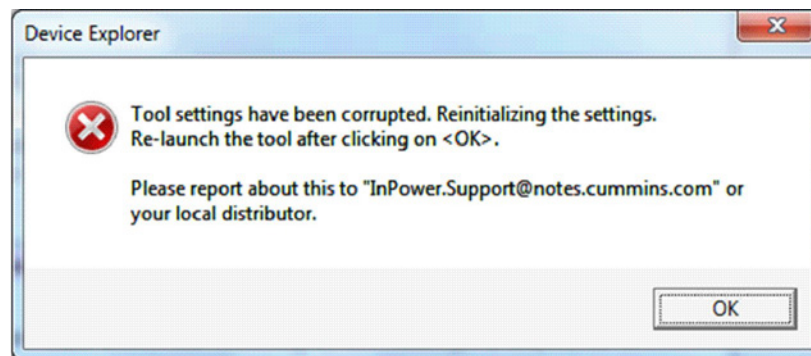 Device Explorer
Tool settings have been corrupted. Reinitializing the settings.
Re-launch the tool after clicking on <OK>.
Please report about this to "InPower.Support@notes.cummins.com" or
your local distributor.
OK